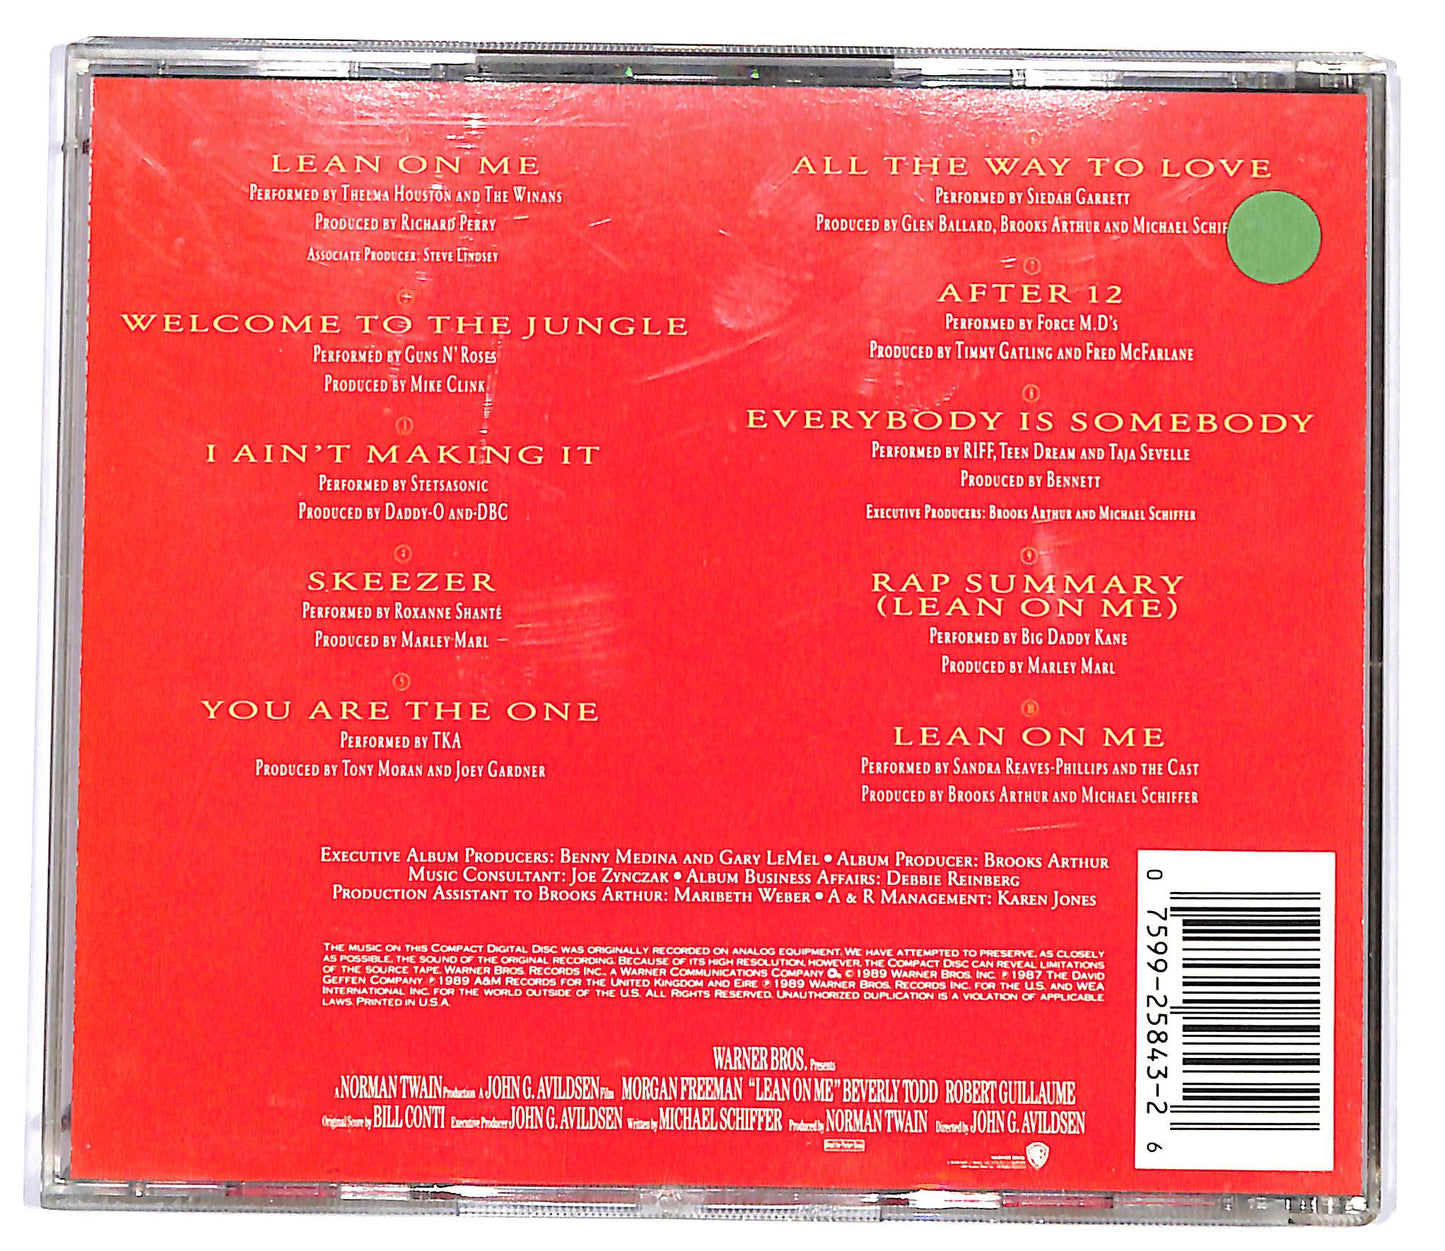 1
LEAN ON ME
PERFORMED BY THELMA HOUSTON AND THE WINANS
PRODUCED BY RICHARD PERRY
ASSOCIATE PRODUCER: STEVE LINDSEY
WELCOME TO THE JUNGLE
PERFORMED BY GUNS N' ROSES
PRODUCED BY MIKE CLINK
3
I AIN'T MAKING IT
PERFORMED BY STETSASONIC
PRODUCED BY DADDY-O AND DBC
4
SKEEZER
PERFORMED BY ROXANNE SHANTÉ
PRODUCED BY MARLEY MARL
5
YOU ARE THE ONE
PERFORMED BY TKA
PRODUCED BY TONY MORAN AND JOEY GARDNER
ALL THE WAY TO LOVE
PERFORMED BY SIEDAH GARRETT
PRODUCED BY GLEN BALLARD, BROOKS ARTHUR AND MICHAEL SCHIF
7
AFTER 12
PERFORMED BY FORCE M.D's
PRODUCED BY TIMMY GATLING AND FRED MCFARLANE
8
EVERYBODY IS SOMEBODY
PERFORMED BY RIFF, TEEN DREAM AND TAJA SEVELLE
PRODUCED BY BENNETT
EXECUTIVE PRODUCERS: BROOKS ARTHUR AND MICHAEL SCHIFFER
9
RAP SUMMARY
(LEAN ON ME)
PERFORMED BY BIG DADDY KANE
PRODUCED BY MARLEY MARL
10
LEAN ON ME
PERFORMED BY SANDRA REAVES-PHILLIPS AND THE CAST
PRODUCED BY BROOKS ARTHUR AND MICHAEL SCHIFFER
EXECUTIVE ALBUM PRODUCERS: BENNY MEDINA AND GARY LEMEL • ALBUM PRODUCER: BROOKS ARTHUR
MUSIC CONSULTANT: JOE ZYNCZAK • ALBUM BUSINESS AFFAIRS: DEBBIE REINBERG
PRODUCTION ASSISTANT TO BROOKS ARTHUR: MARIBETH WEBER • A & R MANAGEMENT: KAREN JONES
THE MUSIC ON THIS COMPACT DIGITAL DISC WAS ORIGINALLY RECORDED ON ANALOG EQUIPMENT. WE HAVE ATTEMPTED TO PRESERVE, AS CLOSELY
AS POSSIBLE, THE SOUND OF THE ORIGINAL RECORDING. BECAUSE OF ITS HIGH RESOLUTION, HOWEVER, THE COMPACT DISC CAN REVEAL LIMITATIONS
OF THE SOURCE TAPE. WARNER BROS. RECORDS INC., A WARNER COMMUNICATIONS COMPANY © 1989 WARNER BROS. INC. ℗ 1987 THE DAVID
GEFFEN COMPANY ℗ 1989 A&M RECORDS FOR THE UNITED KINGDOM AND EIRE ℗ 1989 WARNER BROS. RECORDS INC. FOR THE U.S. AND WEA
INTERNATIONAL INC. FOR THE WORLD OUTSIDE OF THE U.S. ALL RIGHTS RESERVED. UNAUTHORIZED DUPLICATION IS A VIOLATION OF APPLICABLE
LAWS. PRINTED IN U.S.A.
WARNER BROS. Presents
A NORMAN TWAIN Production A JOHN G. AVILDSEN Film MORGAN FREEMAN "LEAN ON ME" BEVERLY TODD ROBERT GUILLAUME
Original Score by BILL CONTI Executive Producer JOHN G. AVILDSEN Written by MICHAEL SCHIFFER Produced by NORMAN TWAIN Directed by JOHN G. AVILDSEN
WARNER BROS
0 7599-25843-2 6